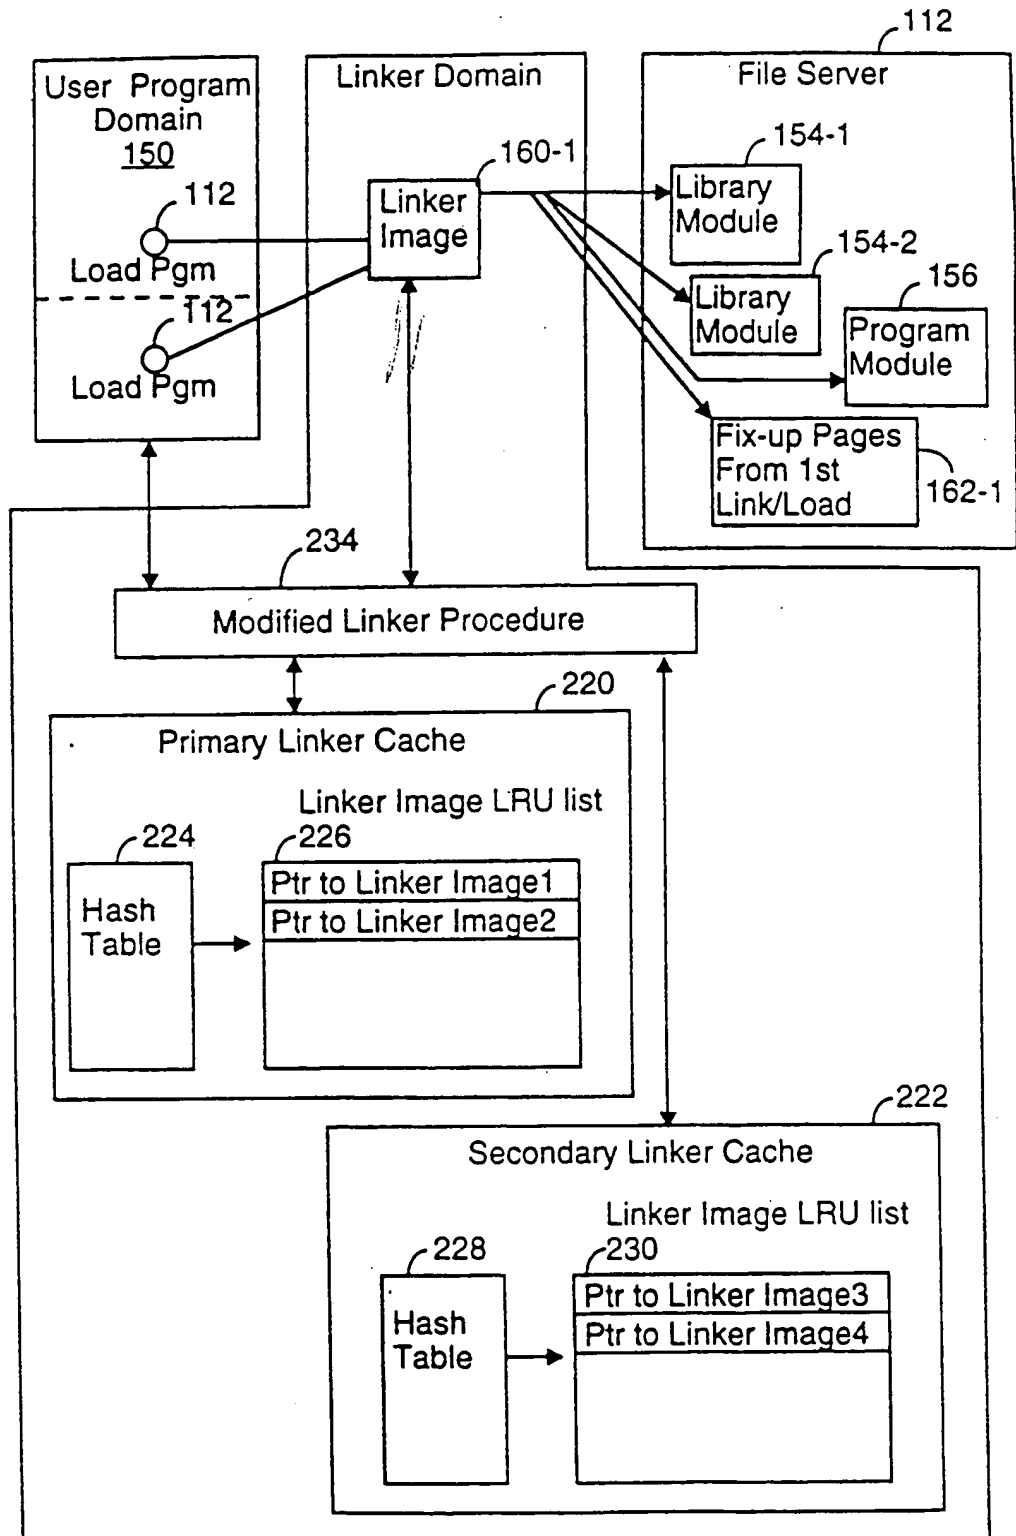 112
User Program
Domain
150
Linker Domain
File Server
160-1
154-1
Library
Module
112
Linker
Image
Load Pgm
154-2
Library
Module
156
Program
Module
112
Load Pgm
Fix-up Pages
From 1st
Link/Load
162-1
234
Modified Linker Procedure
220
Primary Linker Cache
Linker Image LRU list
224
226
Hash
Table
Ptr to Linker Image1
Ptr to Linker Image2
222
Secondary Linker Cache
Linker Image LRU list
228
230
Hash
Table
Ptr to Linker Image3
Ptr to Linker Image4